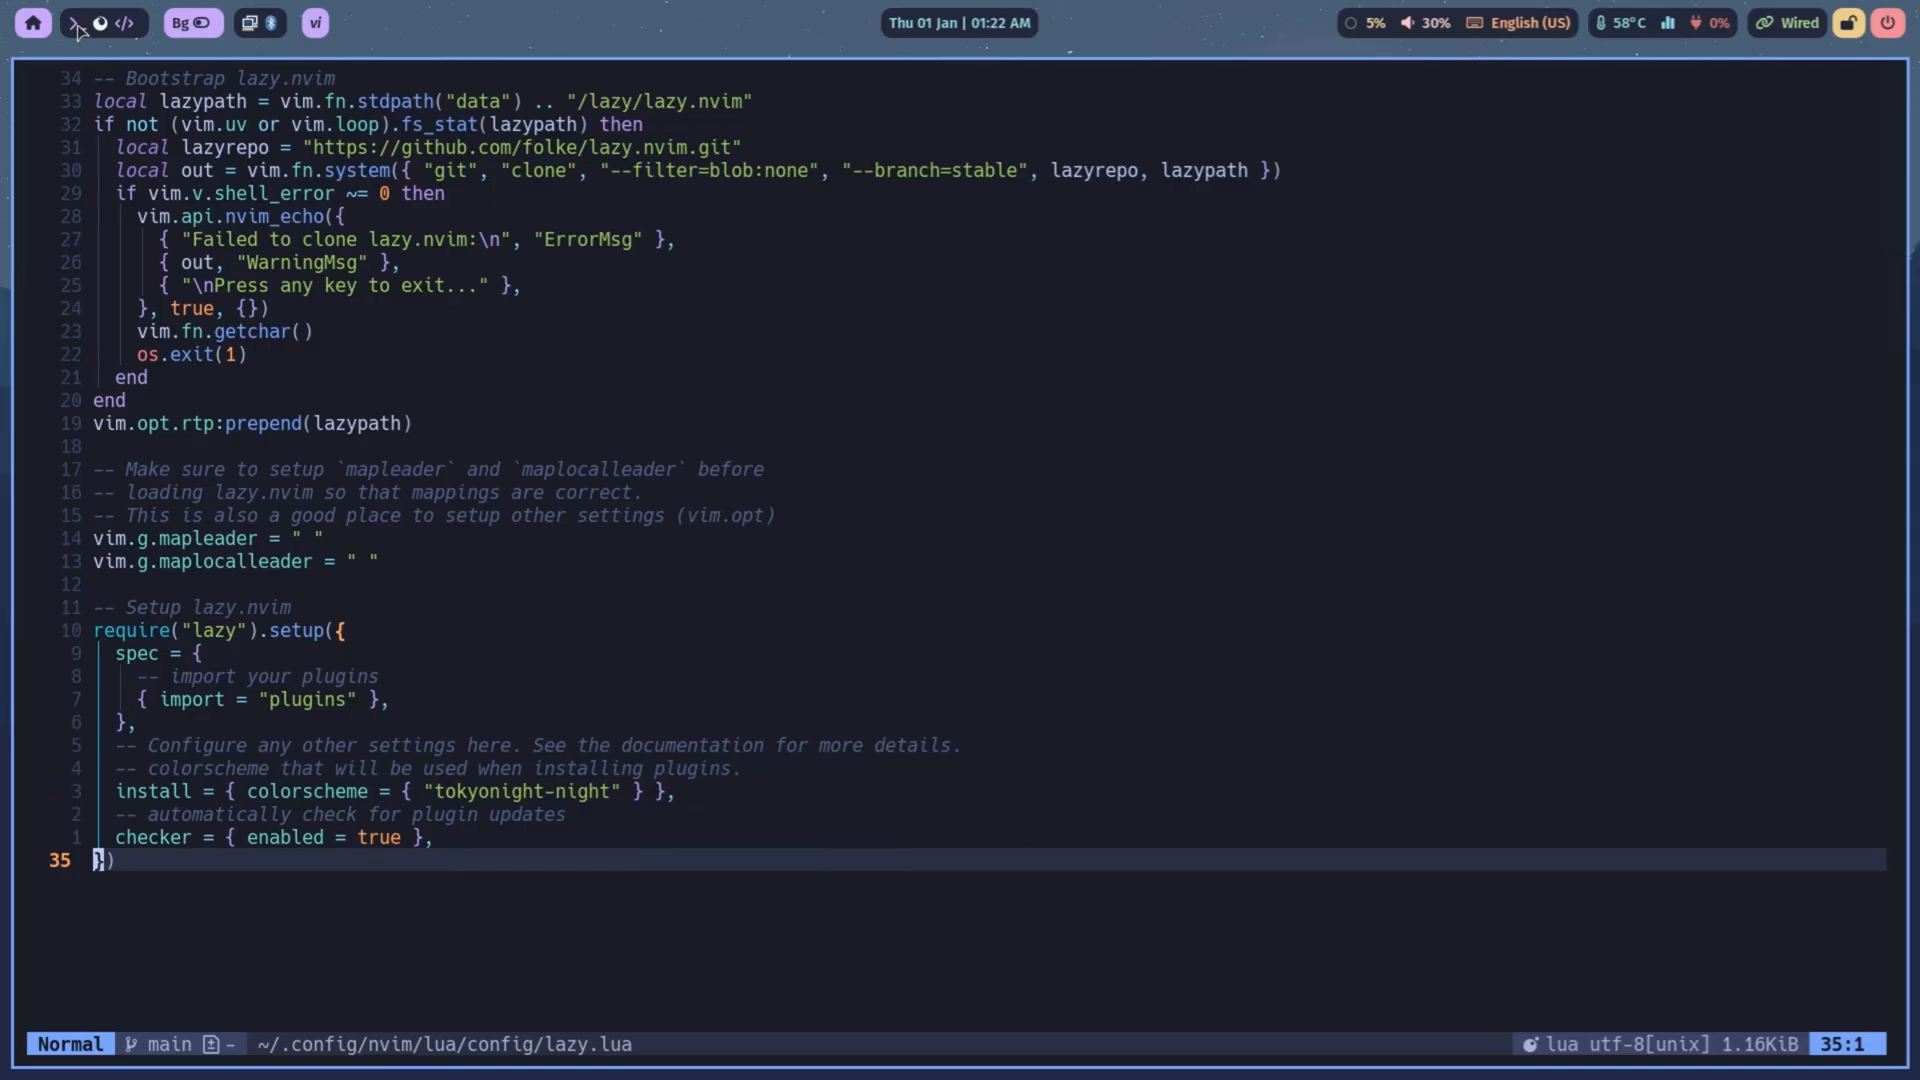 Bg
vi
Thu 01 Jan | 01:22 AM
5%
30%
English (US)
58°C
0%
Wired
34 -- Bootstrap lazy.nvim
33 local lazypath = vim.fn.stdpath("data") .. "/lazy/lazy.nvim"
32 if not (vim.uv or vim.loop).fs_stat(lazypath) then
31 local lazyrepo = "https://github.com/folke/lazy.nvim.git"
30 local out = vim.fn.system({ "git", "clone", "--filter=blob:none", "--branch=stable", lazyrepo, lazypath })
29 if vim.v.shell_error ~= 0 then
28 vim.api.nvim_echo({
27 { "Failed to clone lazy.nvim:\n", "ErrorMsg" },
26 { out, "WarningMsg" },
25 { "\nPress any key to exit..." },
24 }, true, {})
23 vim.fn.getchar()
22 os.exit(1)
21 end
20 end
19 vim.opt.rtp:prepend(lazypath)
18
17 -- Make sure to setup `mapleader` and `maplocalleader` before
16 -- loading lazy.nvim so that mappings are correct.
15 -- This is also a good place to setup other settings (vim.opt)
14 vim.g.mapleader = " "
13 vim.g.maplocalleader = " "
12
11 -- Setup lazy.nvim
10 require("lazy").setup({
9 spec = {
8 -- import your plugins
7 { import = "plugins" },
6 },
5 -- Configure any other settings here. See the documentation for more details.
4 -- colorscheme that will be used when installing plugins.
3 install = { colorscheme = { "tokyonight-night" } },
2 -- automatically check for plugin updates
1 checker = { enabled = true },
35 })
Normal main - ~/.config/nvim/lua/config/lazy.lua lua utf-8[unix] 1.16KiB 35:1